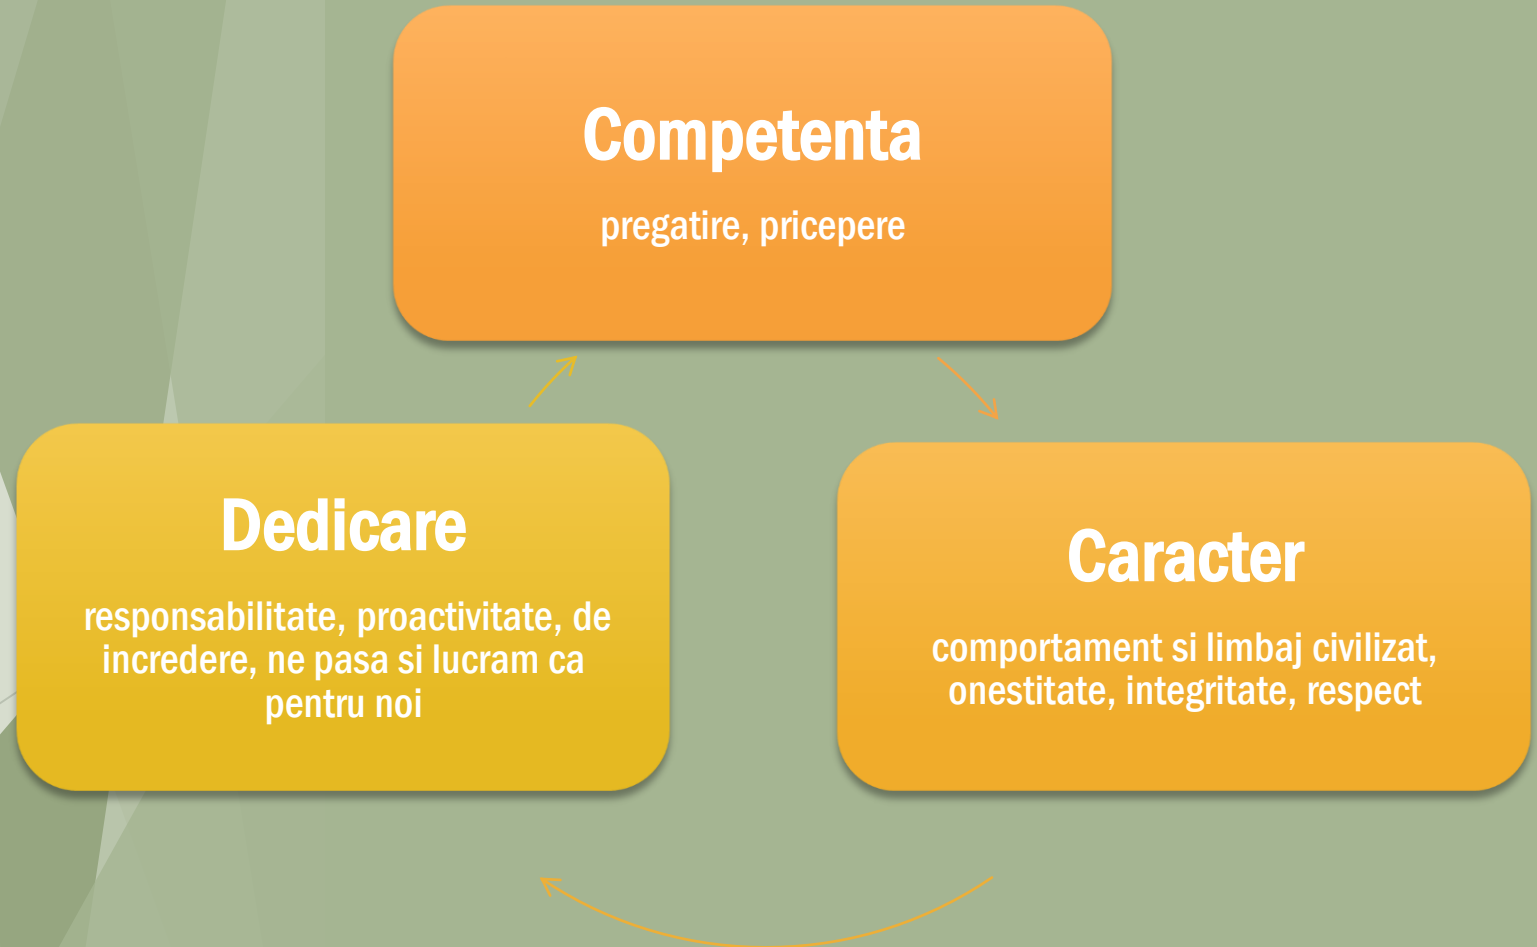 Competenta
pregatire, pricepere
Dedicare
responsabilitate, proactivitate, de
incredere, ne pasa si lucram ca
pentru noi
Caracter
comportament si limbaj civilizat,
onestitate, integritate, respect